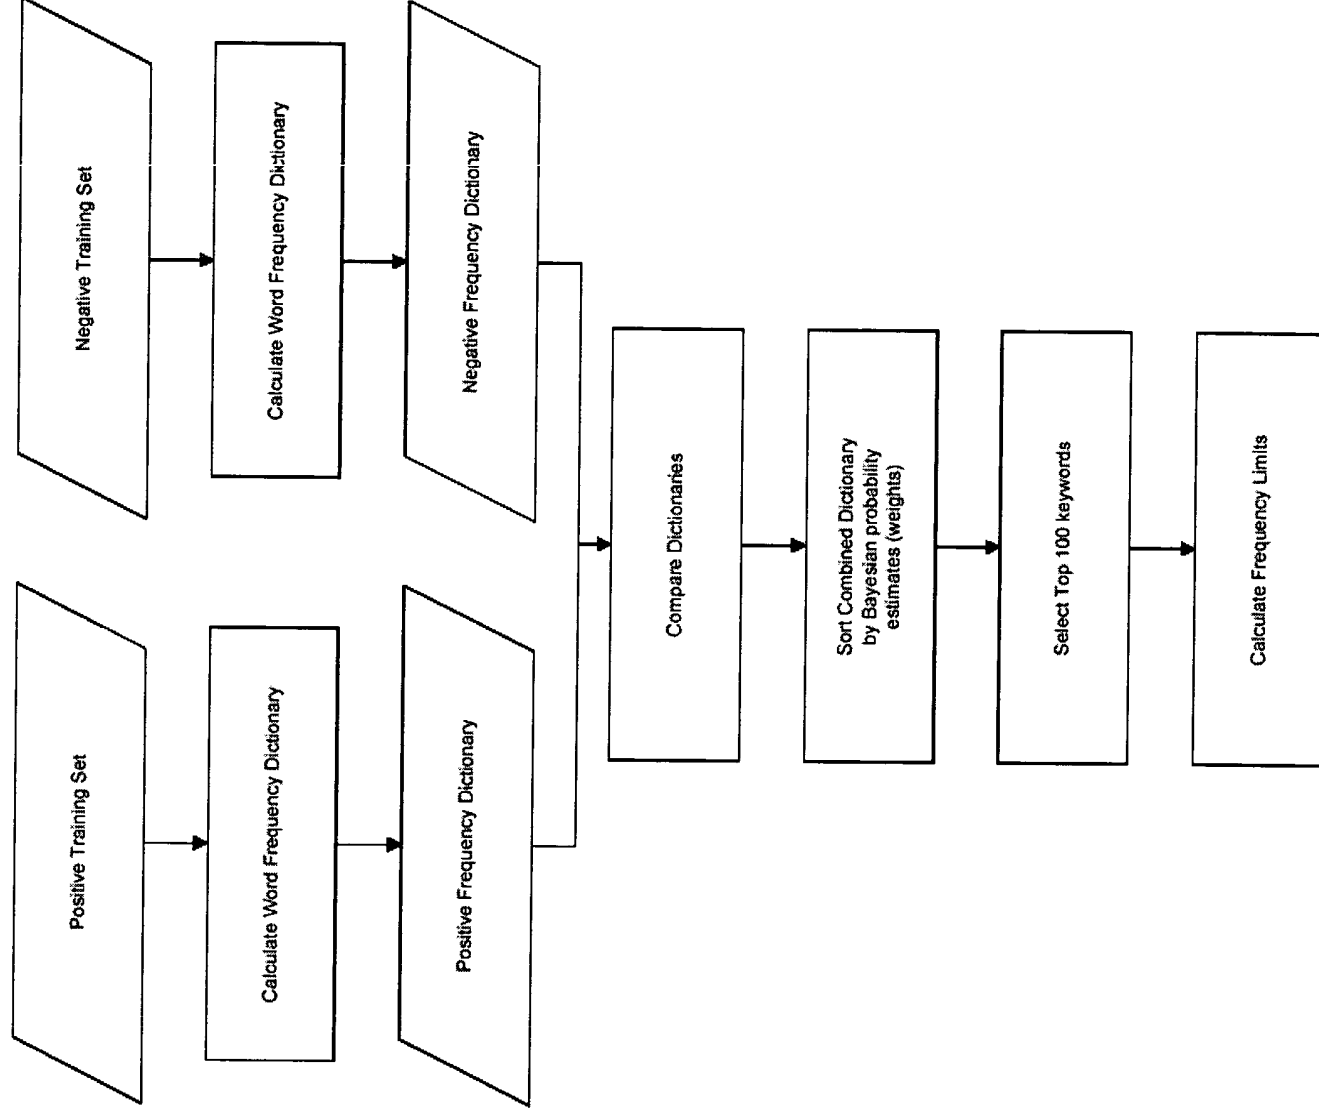 Positive Training Set
Negative Training Set
Calculate Word Frequency Dictionary
Calculate Word Frequency Dictionary
Positive Frequency Dictionary
Negative Frequency Dictionary
Compare Dictionaries
Sort Combined Dictionary
by Bayesian probability
estimates (weights)
Select Top 100 keywords
Calculate Frequency Limits